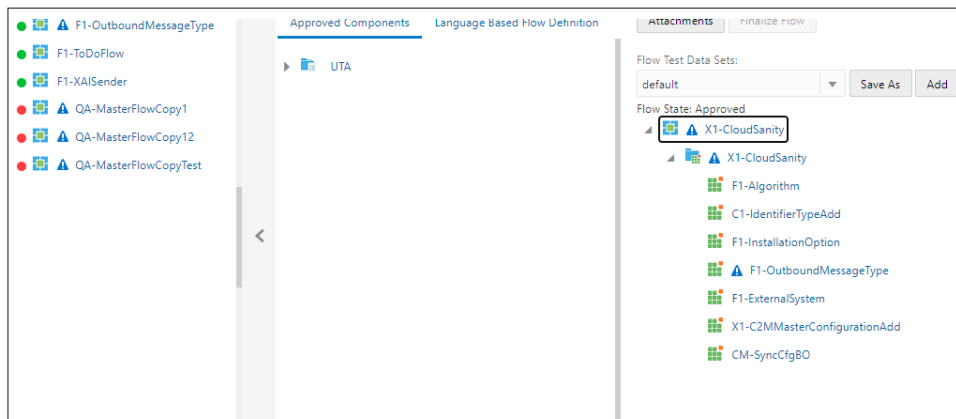 F1-OutboundMessageType
F1-ToDoFlow
F1-XAISender
QA-MasterFlowCopy1
QA-MasterFlowCopy12
QA-MasterFlowCopyTest
Approved Components
Language Based Flow Definition
UTA
Attachments
Finalize Flow
Flow Test Data Sets:
default
Save As
Add
Flow State: Approved
X1-CloudSanity
X1-CloudSanity
F1-Algorithm
C1-IdentifierTypeAdd
F1-InstallationOption
F1-OutboundMessageType
F1-ExternalSystem
X1-C2MMasterConfigurationAdd
CM-SyncCfgBO